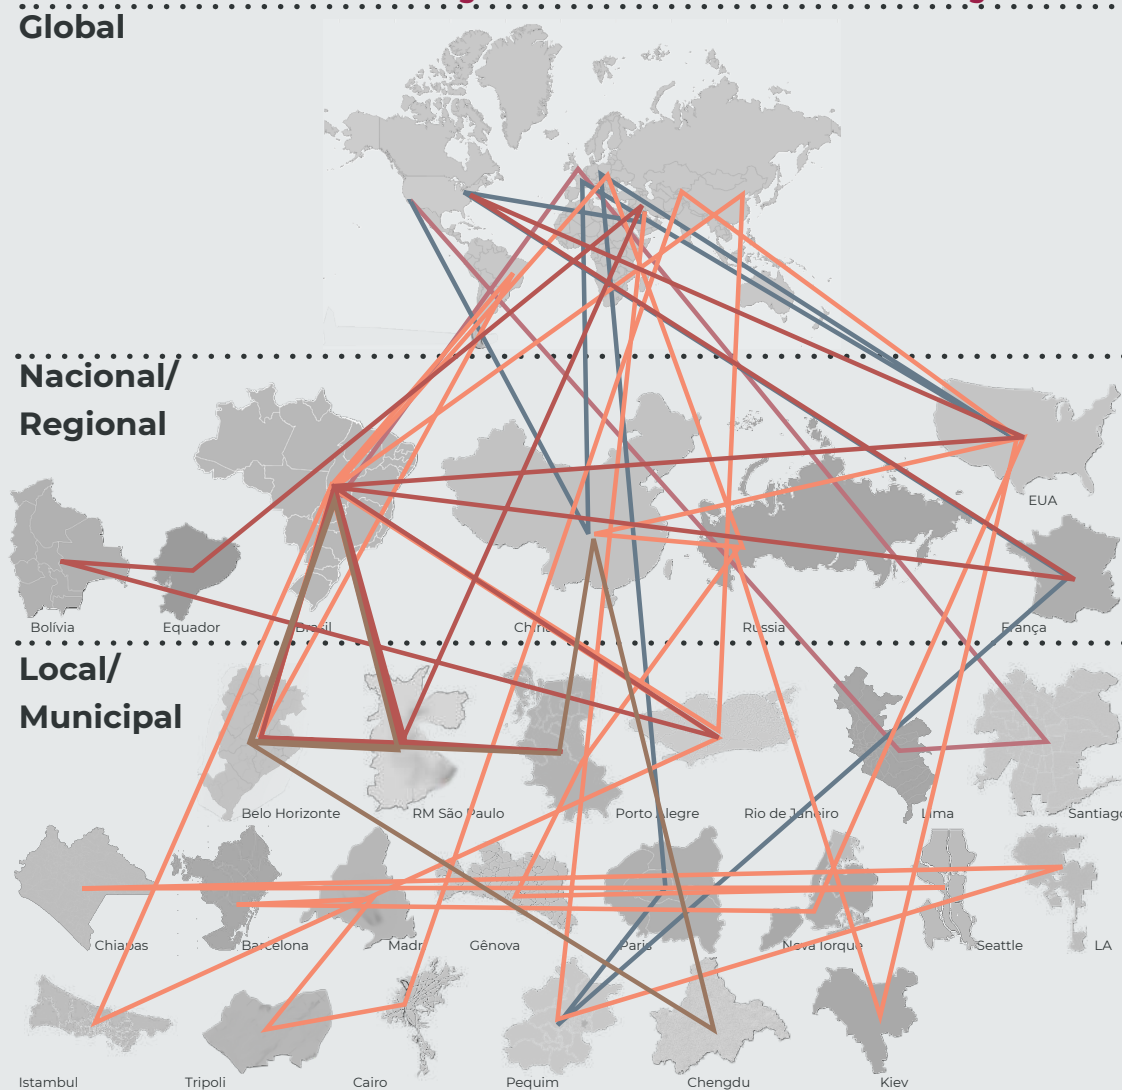 Global
Nacional/
Regional
EUA
Bolívia
Equador
Brasil
China
Russia
França
Local/
Municipal
Belo Horizonte
RM São Paulo
Porto Alegre
Rio de Janeiro
Lima
Santiago
Chiapas
Barcelona
Madri
Gênova
Paris
Nova Iorque
Seattle
LA
Istambul
Tripoli
Cairo
Pequim
Chengdu
Kiev